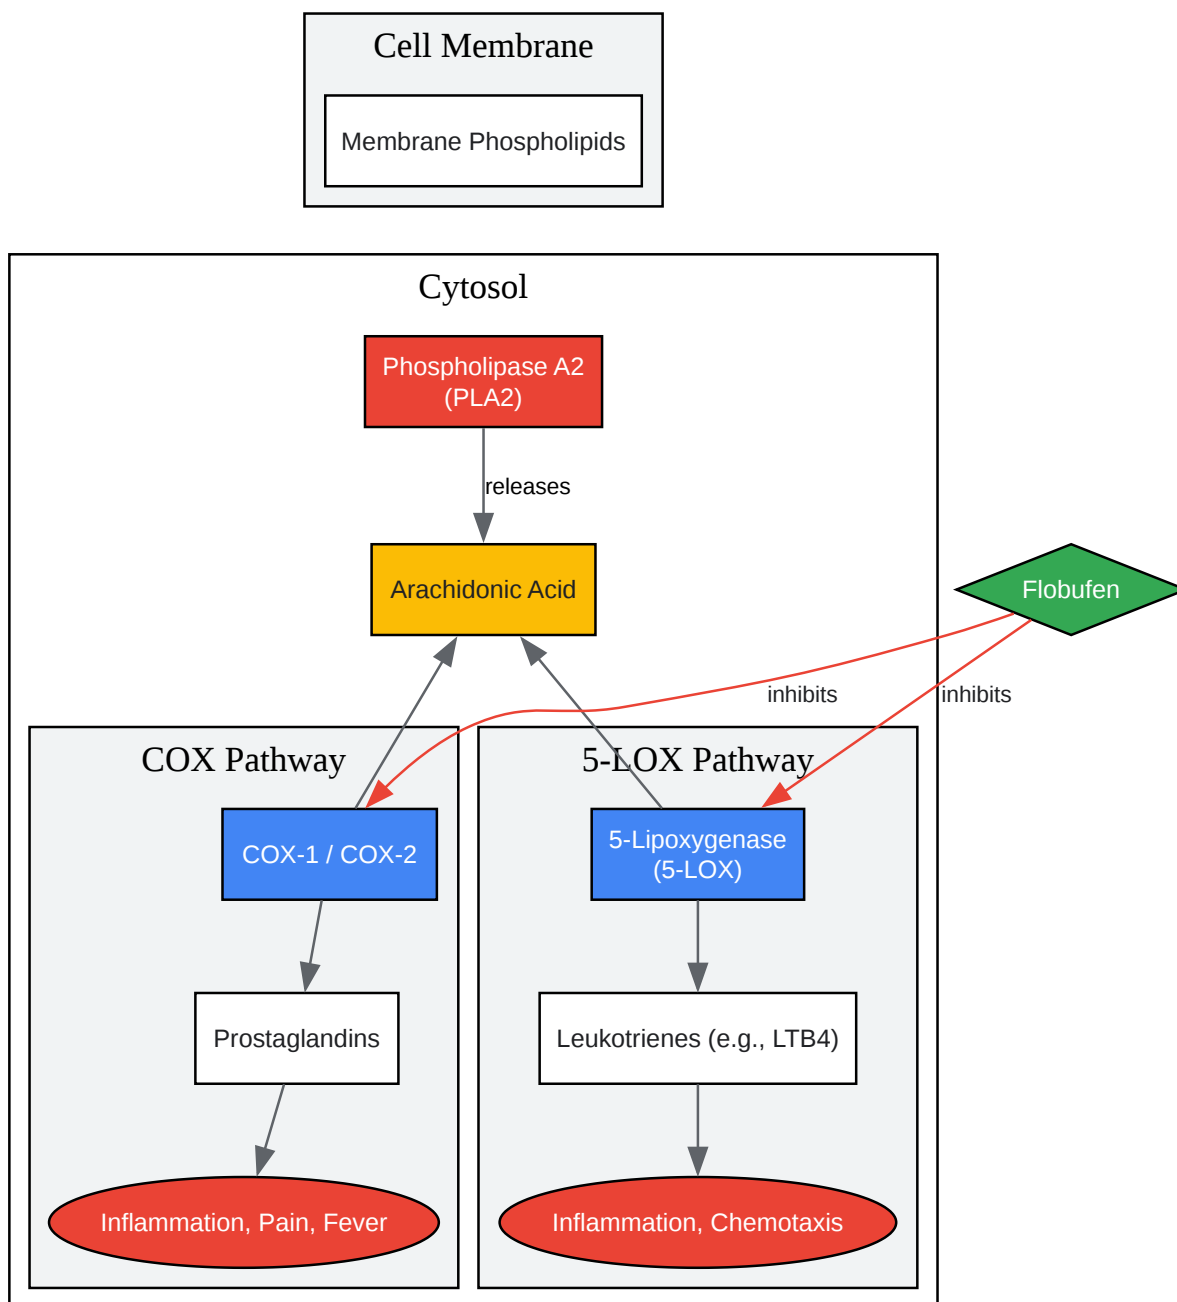 Cell Membrane
Membrane Phospholipids
Cytosol
Phospholipase A2
(PLA2)
releases
Arachidonic Acid
Flobufen
inhibits
inhibits
COX Pathway
5-LOX Pathway
COX-1 / COX-2
5-Lipoxygenase
(5-LOX)
Prostaglandins
Leukotrienes (e.g., LTB4)
Inflammation, Pain, Fever
Inflammation, Chemotaxis